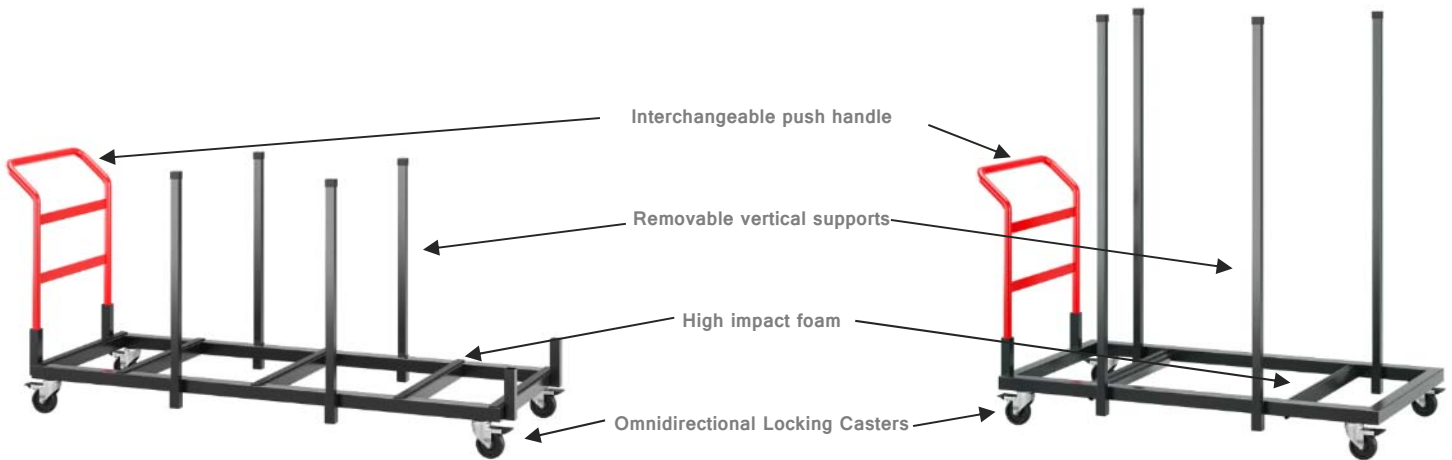 Interchangeable push handle
Removable vertical supports
High impact foam
Omnidirectional Locking Casters